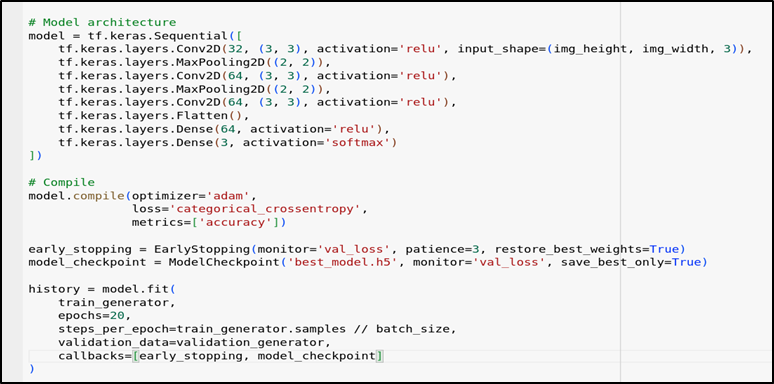 # Model architecture
model = tf.keras.Sequential([
    tf.keras.layers.Conv2D(32, (3, 3), activation='relu', input_shape=(img_height, img_width, 3)),
    tf.keras.layers.MaxPooling2D((2, 2)),
    tf.keras.layers.Conv2D(64, (3, 3), activation='relu'),
    tf.keras.layers.MaxPooling2D((2, 2)),
    tf.keras.layers.Conv2D(64, (3, 3), activation='relu'),
    tf.keras.layers.Flatten(),
    tf.keras.layers.Dense(64, activation='relu'),
    tf.keras.layers.Dense(3, activation='softmax')
])
# Compile
model.compile(optimizer='adam',
              loss='categorical_crossentropy',
              metrics=['accuracy'])
early_stopping = EarlyStopping(monitor='val_loss', patience=3, restore_best_weights=True)
model_checkpoint = ModelCheckpoint('best_model.h5', monitor='val_loss', save_best_only=True)
history = model.fit(
    train_generator,
    epochs=20,
    steps_per_epoch=train_generator.samples // batch_size,
    validation_data=validation_generator,
    callbacks=[early_stopping, model_checkpoint]
)